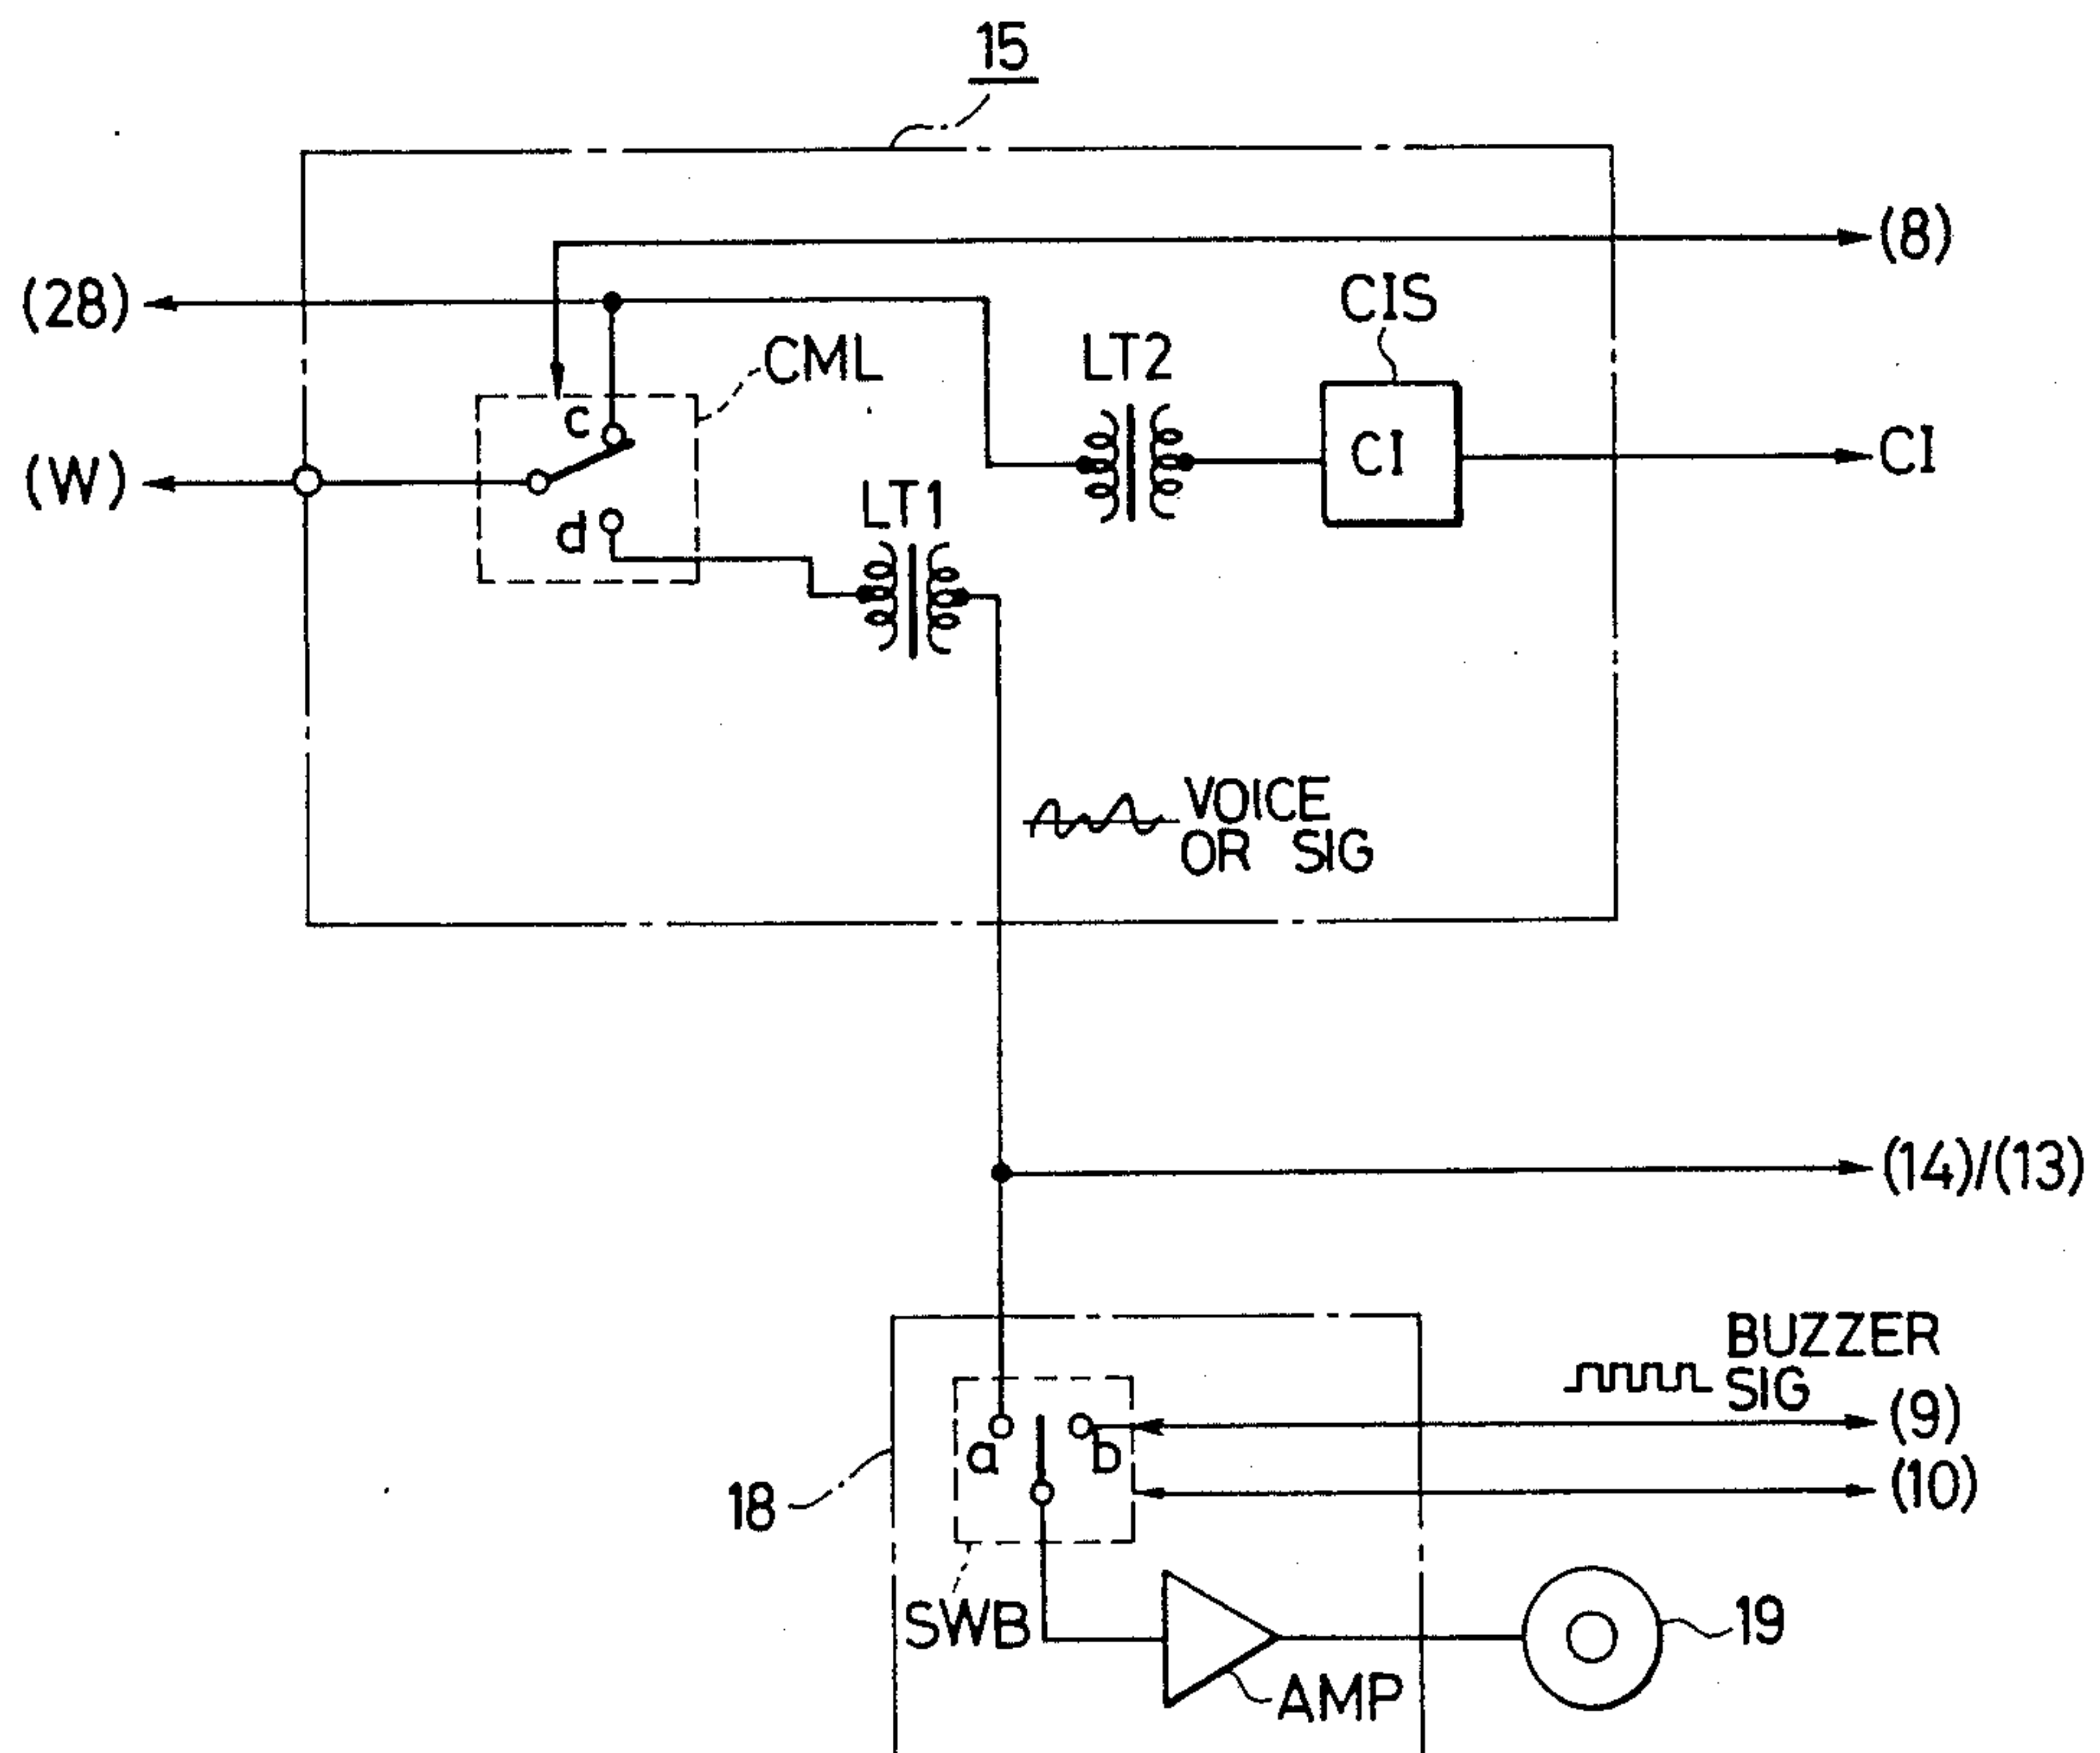 15
(8)
(28)
CIS
CML
LT2
c
CI
CI
(W)
LT1
d
VOICE
OR SIG
(14)/(13)
BUZZER
SIG
(9)
a
b
(10)
18
SWB
19
AMP